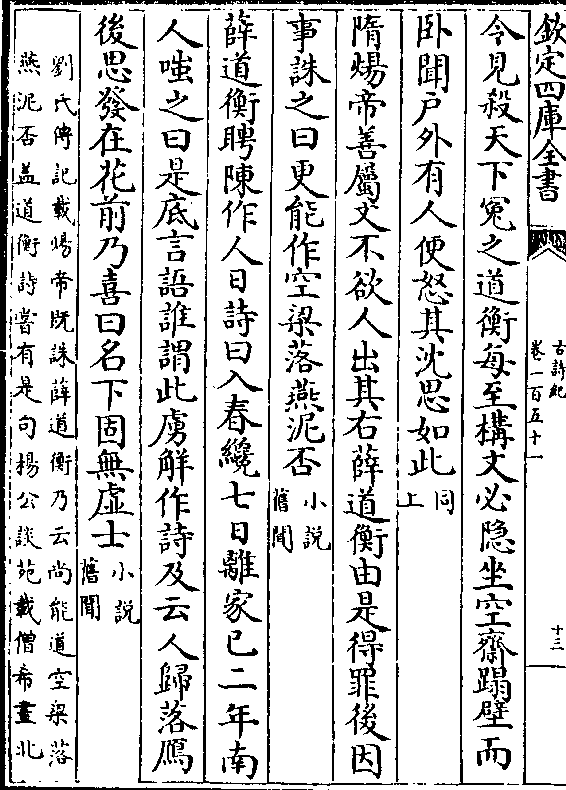 欽定四庫全書
古詩紀
卷一百五十一
十三
今見殺天下冤之道衡每至構文必隠坐空齋蹋壁而
卧聞户外有人便怒其沈思如此同上
隋煬帝善屬文不欲人出其右薛道衡由是得罪後因
事誅之曰更能作空梁落燕泥否小説舊聞
薛道衡聘陳作人日詩曰入春纔七日離家已二年南
人嗤之曰是底言語誰謂此虜解作詩及云人歸落鴈
後思發在花前乃喜曰名下固無虚士小説舊聞
劉氏傳記載煬帝既誅薛道衡乃云尚能道空梁落
燕泥否盖道衡詩嘗有是句楊公談苑載僧希晝北